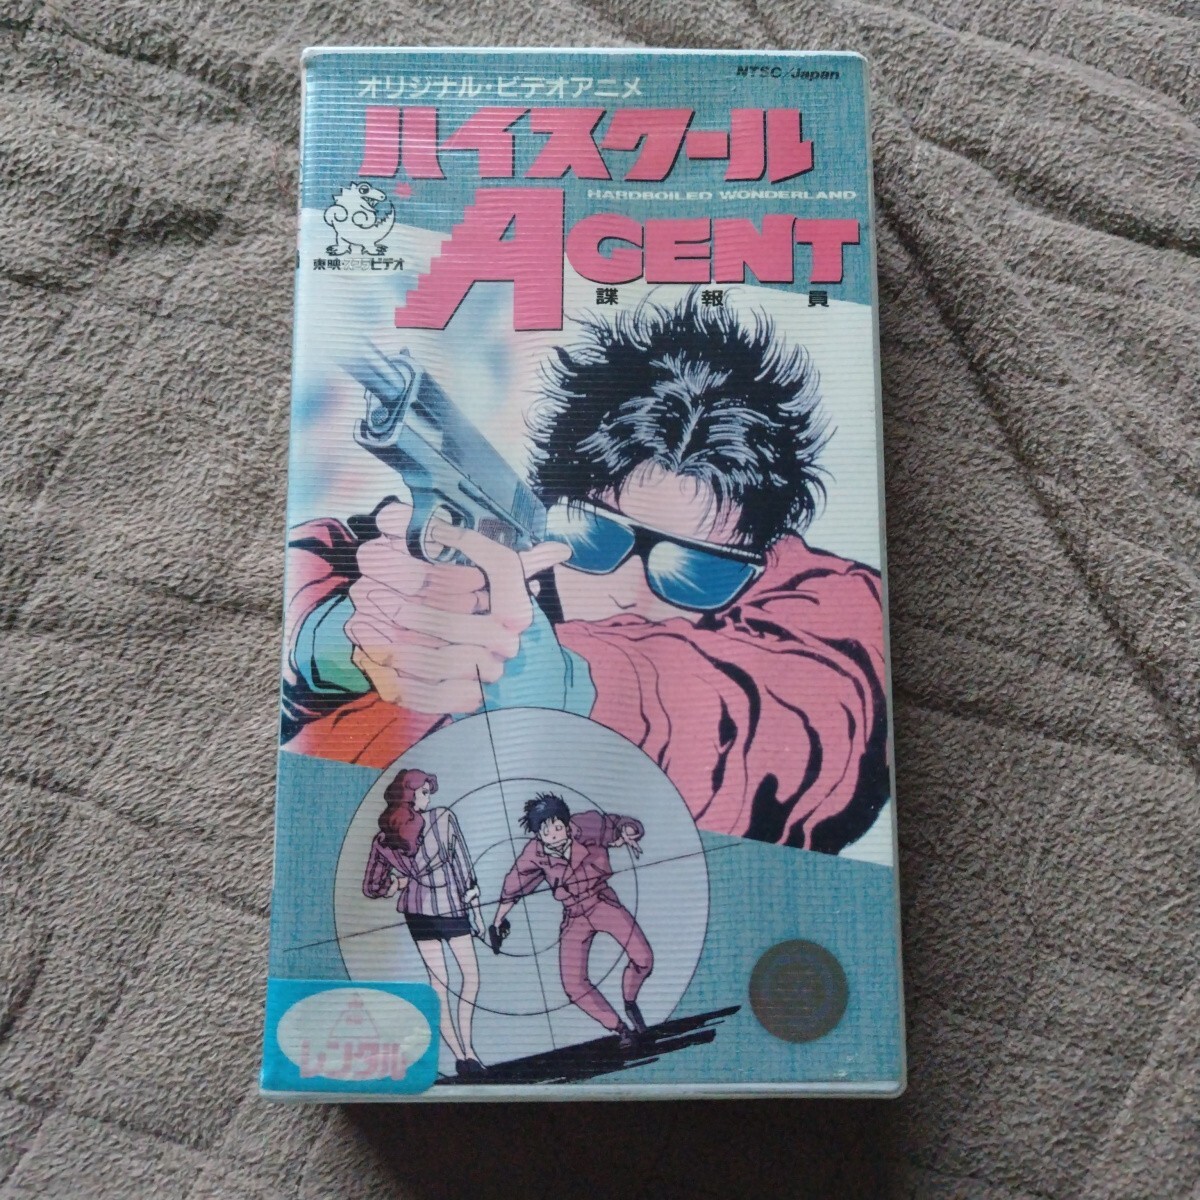 オリジナル・ビデオアニメ
NTSC/Japan
ハイスクール
HARDBOILED WONDERLAND
AGENT
諜報員
東映ビデオ
レンタル